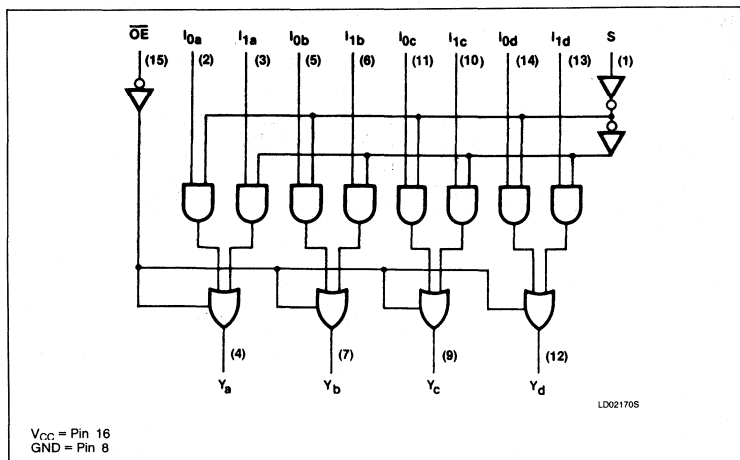 OE I0a I1a I0b I1b I0c I1c I0d I1d S
(15) (2) (3) (5) (6) (11) (10) (14) (13) (1)
(4) (7) (9) (12)
Ya Yb Yc Yd
LD02170S
VCC = Pin 16
GND = Pin 8